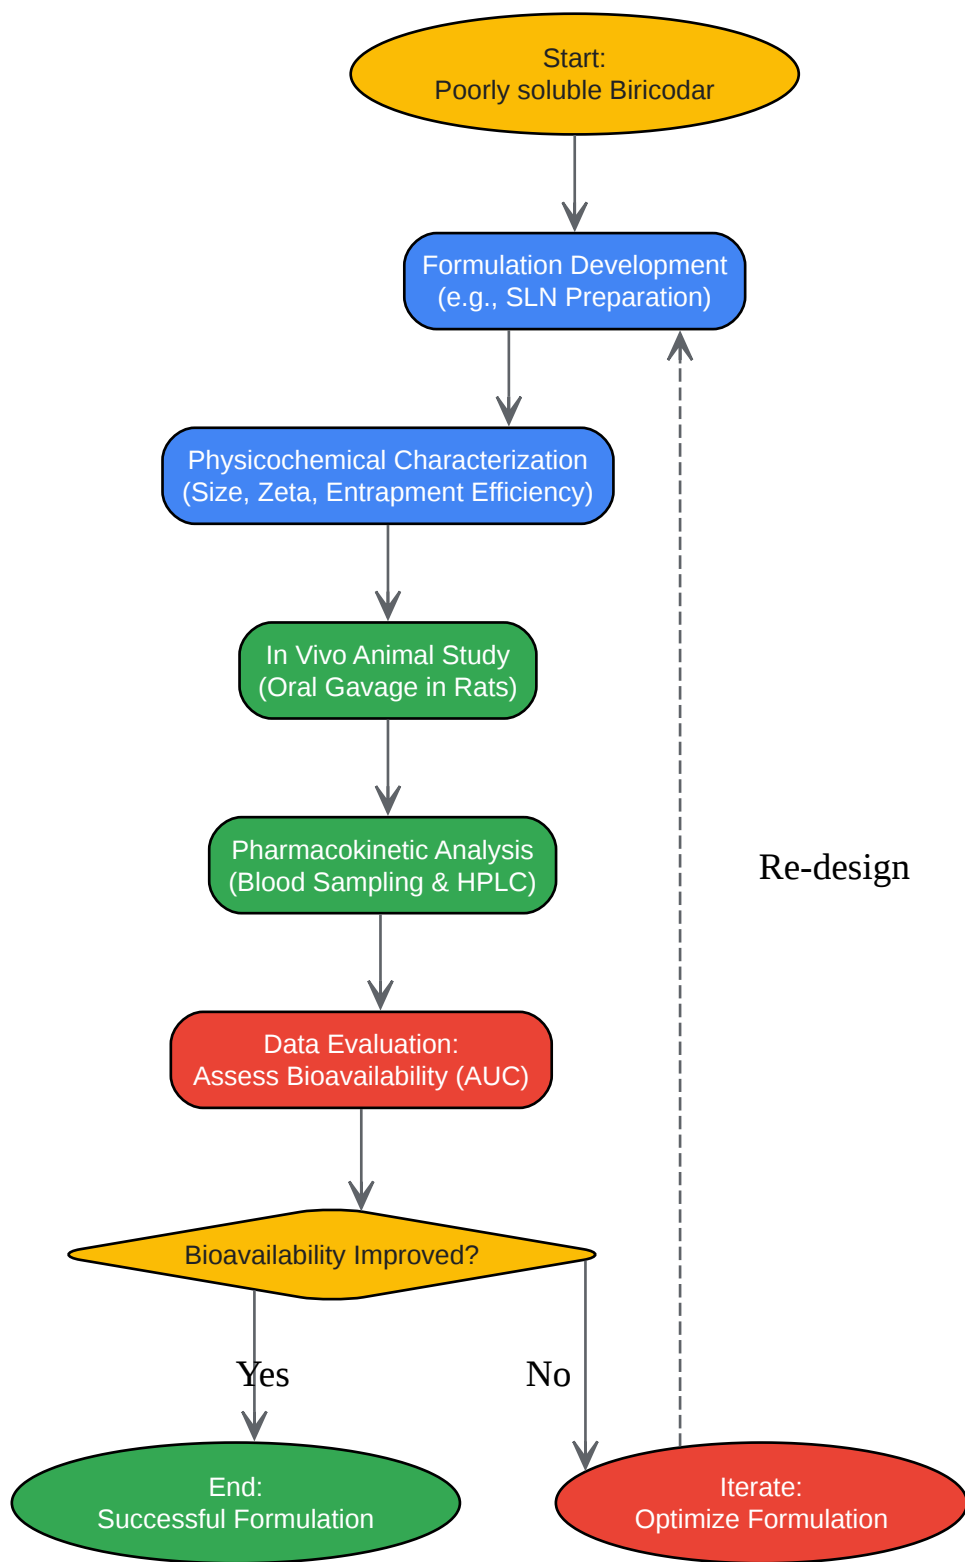 Start:
Poorly soluble Biricodar
Formulation Development
(e.g., SLN Preparation)
Physicochemical Characterization
(Size, Zeta, Entrapment Efficiency)
In Vivo Animal Study
(Oral Gavage in Rats)
Pharmacokinetic Analysis
(Blood Sampling & HPLC)
Re-design
Data Evaluation:
Assess Bioavailability (AUC)
Bioavailability Improved?
Yes
No
End:
Successful Formulation
Iterate:
Optimize Formulation